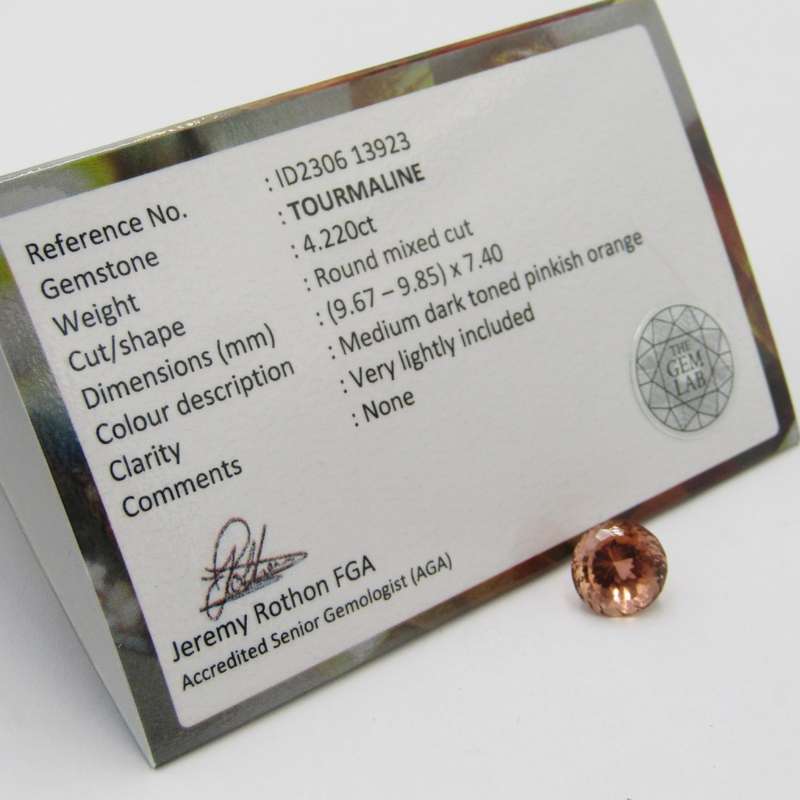 Reference No. : ID2306 13923
Gemstone : TOURMALINE
Weight : 4.220ct
Cut/shape : Round mixed cut
Dimensions (mm) : (9.67 – 9.85) x 7.40
Colour description : Medium dark toned pinkish orange
Clarity : Very lightly included
Comments : None
THE
GEM
LAB
Jeremy Rothon FGA
Accredited Senior Gemologist (AGA)